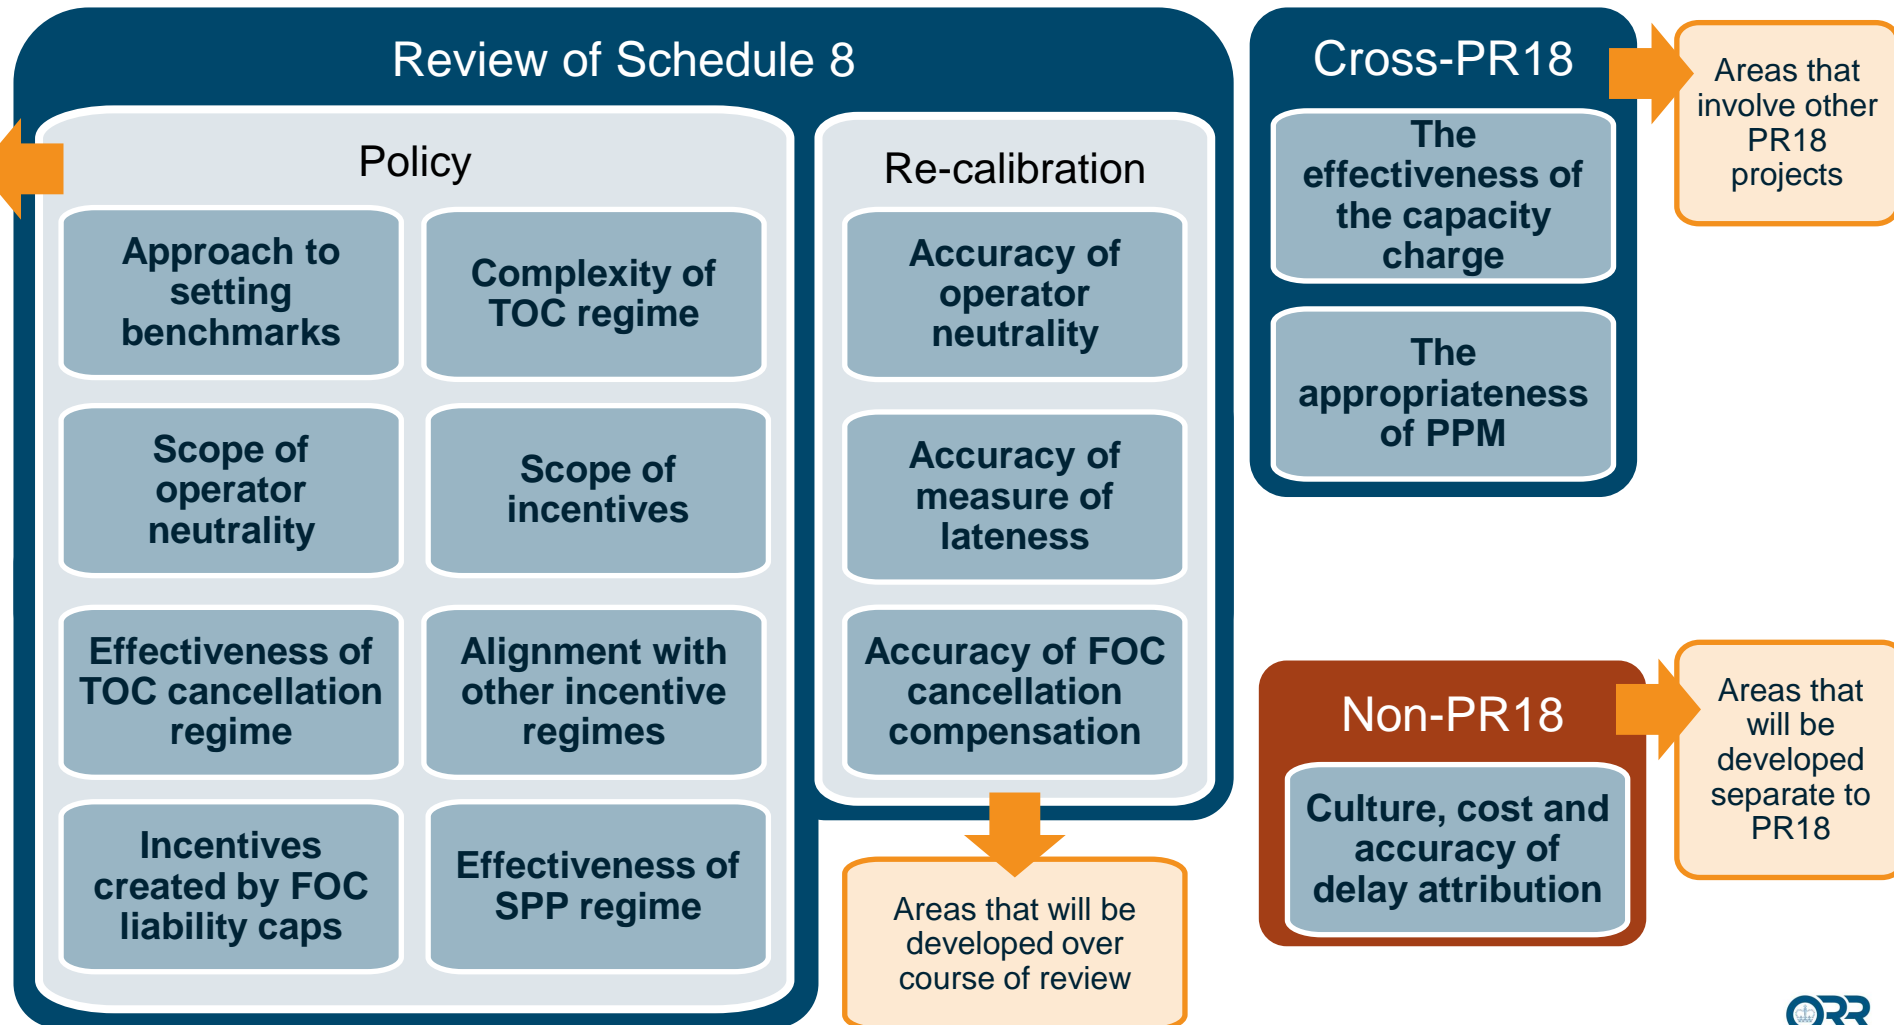 Review of Schedule 8
Policy
Approach to
setting
benchmarks
Complexity of
TOC regime
Scope of
operator
neutrality
Scope of
incentives
Effectiveness of
TOC cancellation
regime
Alignment with
other incentive
regimes
Incentives
created by FOC
liability caps
Effectiveness of
SPP regime
Re-calibration
Accuracy of
operator
neutrality
Accuracy of
measure of
lateness
Accuracy of FOC
cancellation
compensation
Areas that will be
developed over
course of review
Cross-PR18
The
effectiveness of
the capacity
charge
The
appropriateness
of PPM
Areas that
involve other
PR18
projects
Non-PR18
Culture, cost and
accuracy of
delay attribution
Areas that
will be
developed
separate to
PR18
ORR